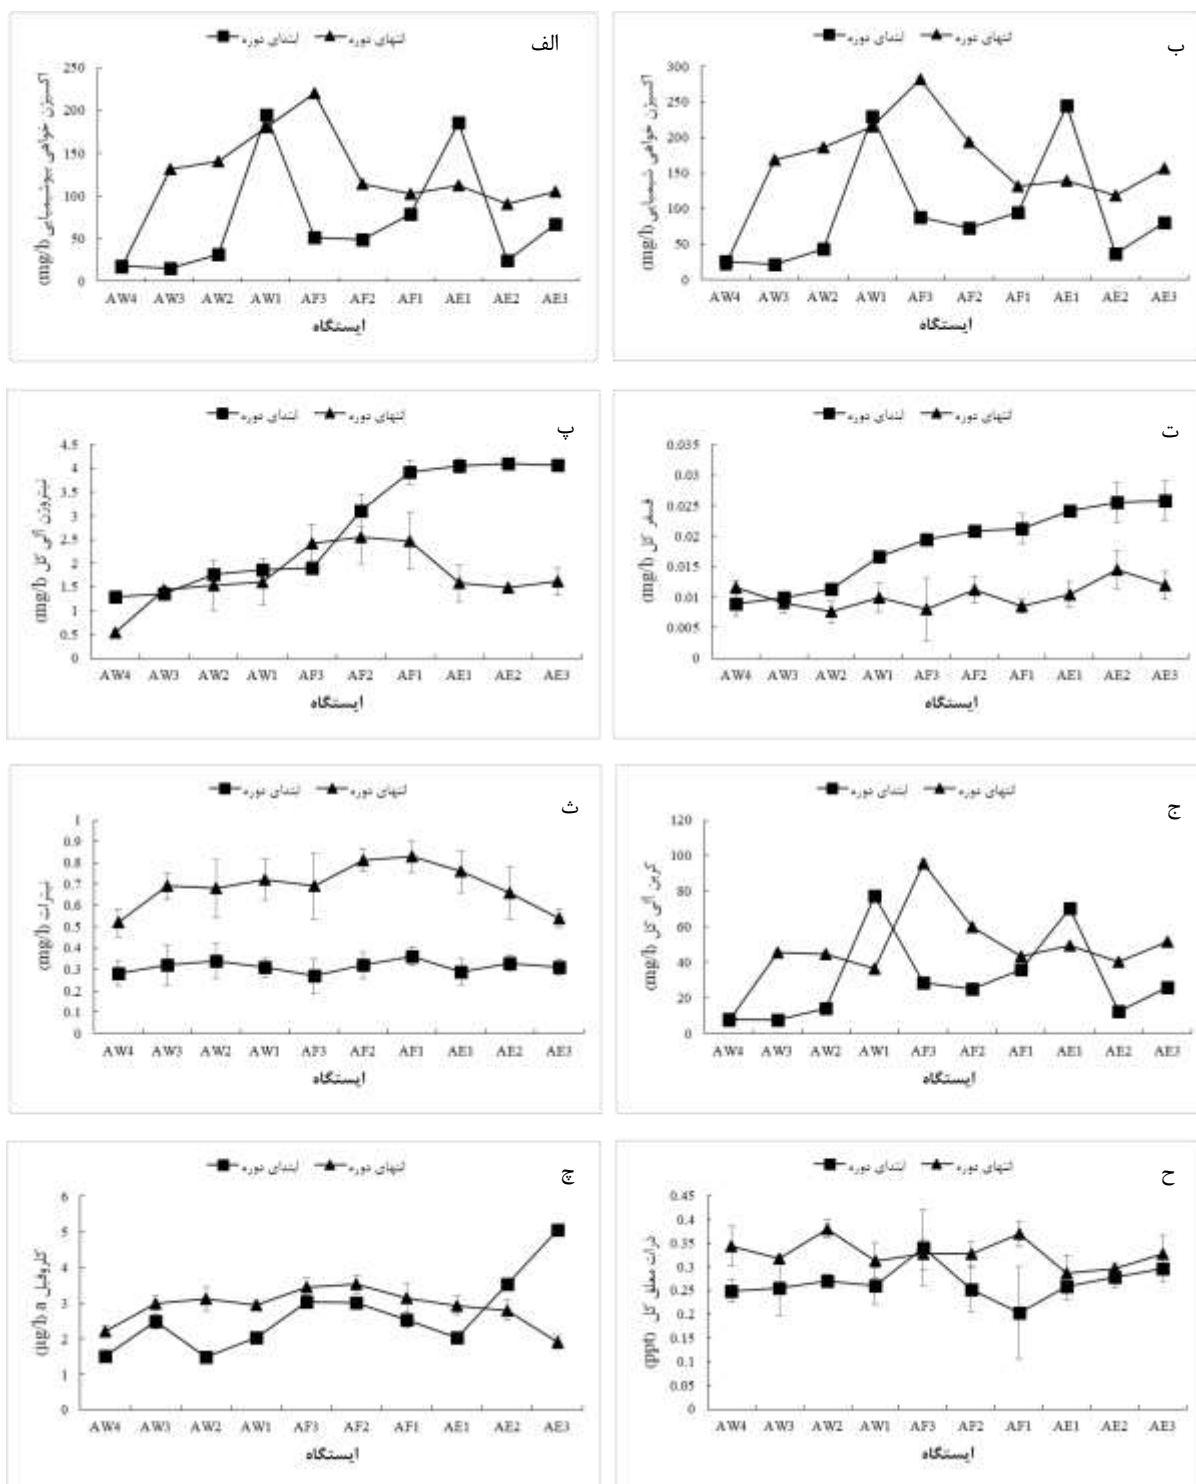 الف
ابتدای دوره انتهای دوره
اکسیژن خواهی بیوشیمیایی (mg/l)
250
200
150
100
50
0
AW4 AW3 AW2 AW1 AF3 AF2 AF1 AE1 AE2 AE3
ایستگاه
ب
ابتدای دوره انتهای دوره
اکسیژن خواهی شیمیایی (mg/l)
300
250
200
150
100
50
0
AW4 AW3 AW2 AW1 AF3 AF2 AF1 AE1 AE2 AE3
ایستگاه
پ
ابتدای دوره انتهای دوره
نیتروژن آلی کل (mg/l)
4.5
4
3.5
3
2.5
2
1.5
1
0.5
0
AW4 AW3 AW2 AW1 AF3 AF2 AF1 AE1 AE2 AE3
ایستگاه
ت
ابتدای دوره انتهای دوره
فسفر کل (mg/l)
0.035
0.03
0.025
0.02
0.015
0.01
0.005
0
AW4 AW3 AW2 AW1 AF3 AF2 AF1 AE1 AE2 AE3
ایستگاه
ث
ابتدای دوره انتهای دوره
نیترات (mg/l)
1
0.9
0.8
0.7
0.6
0.5
0.4
0.3
0.2
0.1
0
AW4 AW3 AW2 AW1 AF3 AF2 AF1 AE1 AE2 AE3
ایستگاه
ج
ابتدای دوره انتهای دوره
کربن آلی کل (mg/l)
120
100
80
60
40
20
0
AW4 AW3 AW2 AW1 AF3 AF2 AF1 AE1 AE2 AE3
ایستگاه
چ
ابتدای دوره انتهای دوره
کلروفیل a (µg/l)
6
5
4
3
2
1
0
AW4 AW3 AW2 AW1 AF3 AF2 AF1 AE1 AE2 AE3
ایستگاه
ح
ابتدای دوره انتهای دوره
ذرات معلق کل (ppt)
0.45
0.4
0.35
0.3
0.25
0.2
0.15
0.1
0.05
0
AW4 AW3 AW2 AW1 AF3 AF2 AF1 AE1 AE2 AE3
ایستگاه